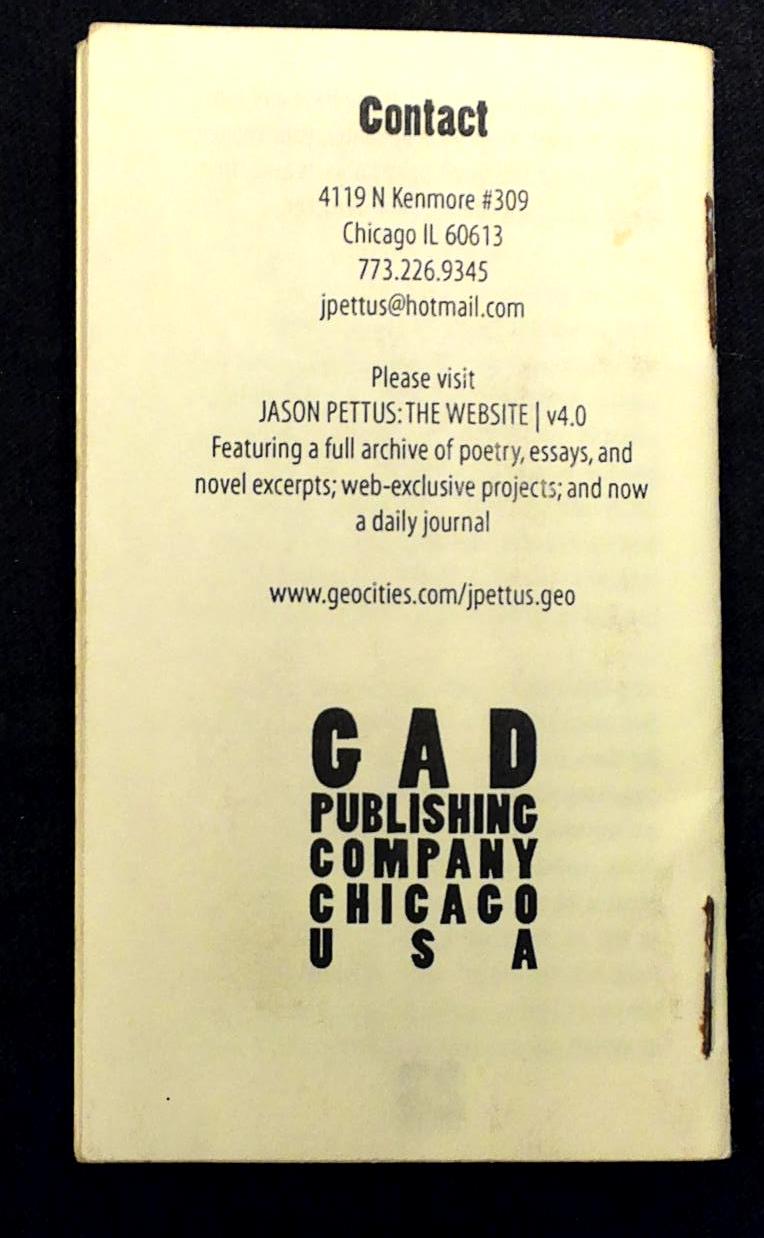 Contact
4119 N Kenmore #309
Chicago IL 60613
773.226.9345
jpettus@hotmail.com
Please visit
JASON PETTUS: THE WEBSITE | v4.0
Featuring a full archive of poetry, essays, and
novel excerpts; web-exclusive projects; and now
a daily journal
www.geocities.com/jpettus.geo
GAD
PUBLISHING
COMPANY
CHICAGO
USA